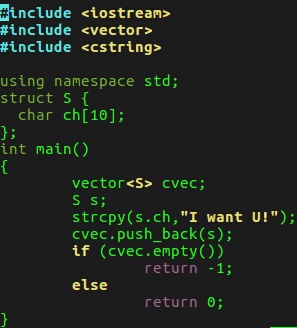 #include <iostream>
#include <vector>
#include <cstring>

using namespace std;
struct S {
  char ch[10];
};
int main()
{
        vector<S> cvec;
        S s;
        strcpy(s.ch,"I want U!");
        cvec.push_back(s);
        if (cvec.empty())
                return -1;
        else
                return 0;
}